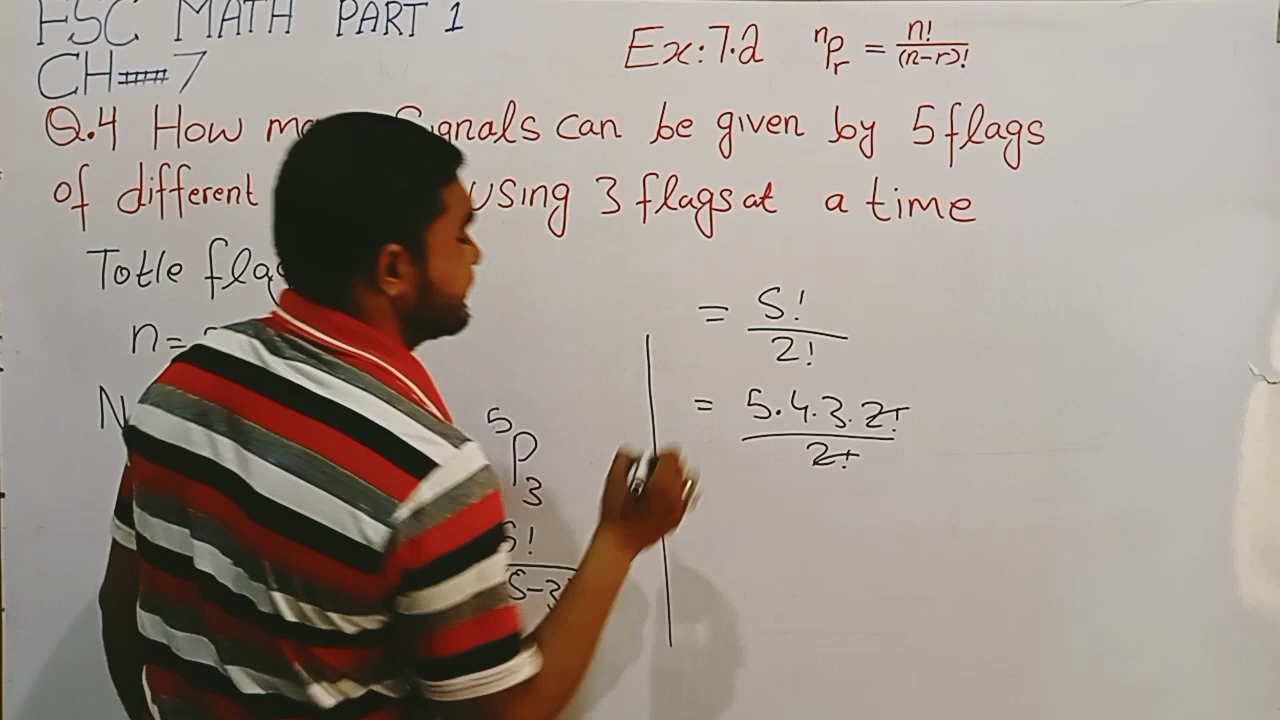 FSC MATH PART 1
CH 7
Ex: 7.2 ⁿPᵣ = n!/(n-r)!
Q.4 How Signals can be given by 5 flags
of different using 3 flags at a time
Totle
n=
⁵P₃
5!
5-3
= 5!/2!
= 5.4.3.2!/2!